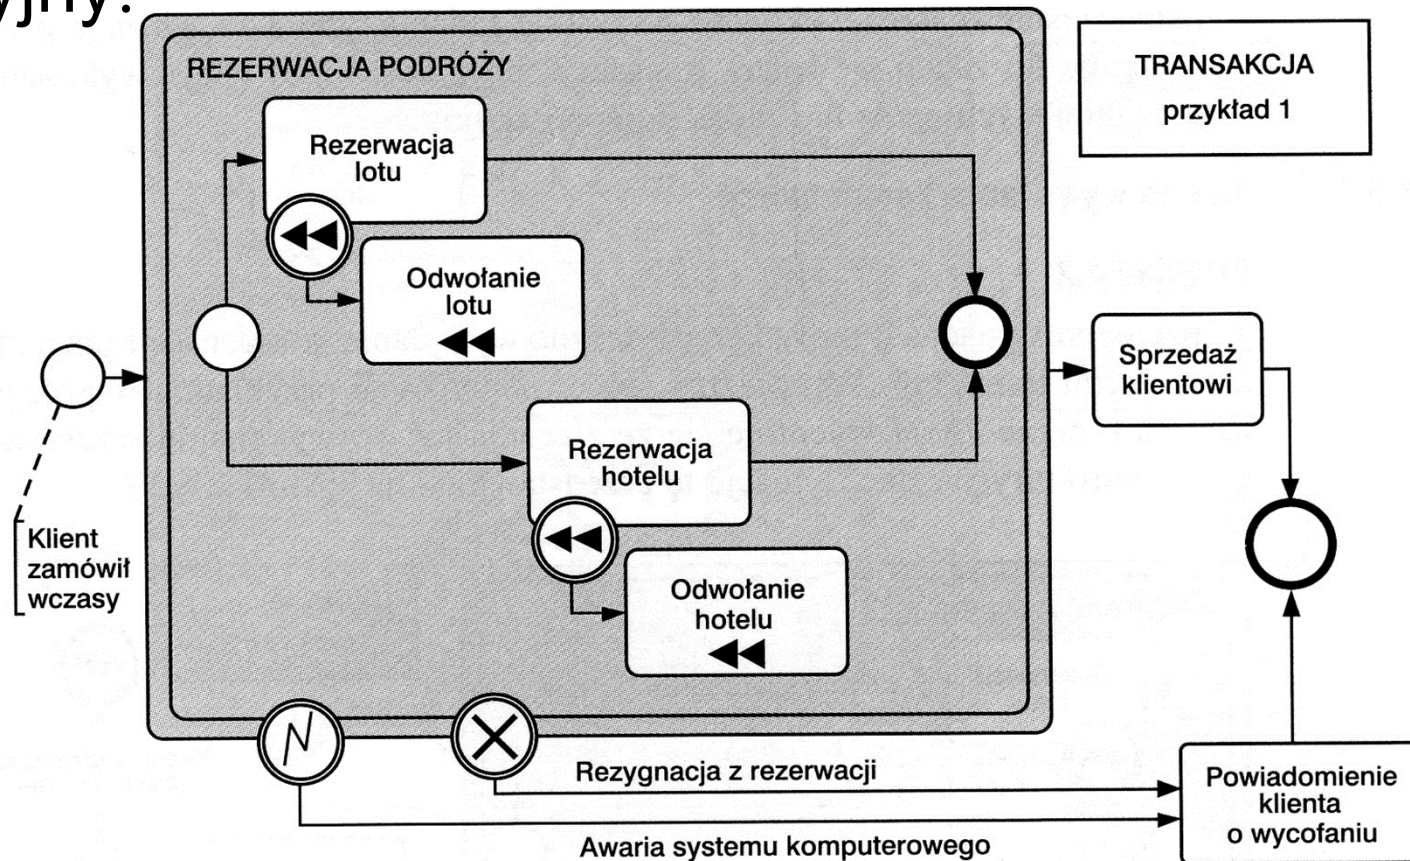 REZERWACJA PODRÓŻY
TRANSAKCJA
przykład 1
Rezerwacja
lotu
Odwołanie
lotu
Sprzedaż
klientowi
Rezerwacja
hotelu
Klient
zamówił
wczasy
Odwołanie
hotelu
Rezygnacja z rezerwacji
Powiadomienie
klienta
o wycofaniu
Awaria systemu komputerowego